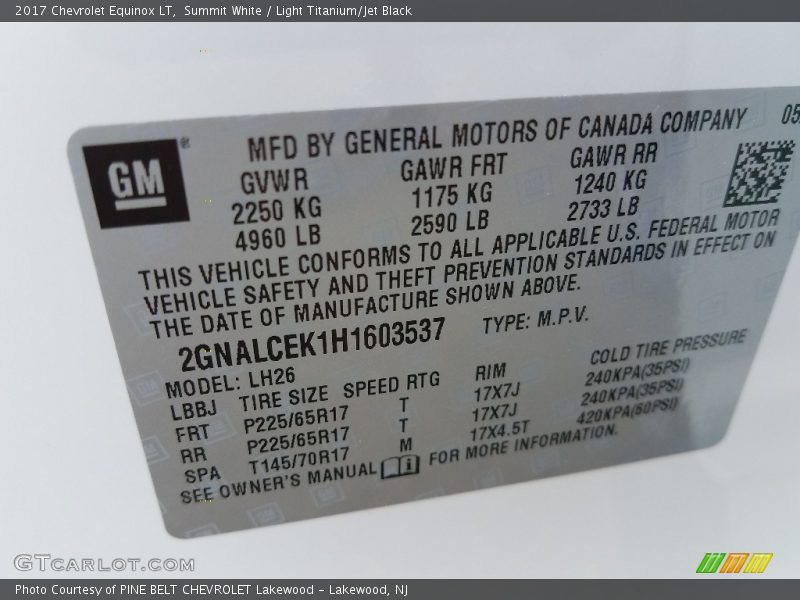 2017 Chevrolet Equinox LT,  Summit White / Light Titanium/Jet Black
GM®
MFD BY GENERAL MOTORS OF CANADA COMPANY 05
GVWR GAWR FRT GAWR RR
2250 KG 1175 KG 1240 KG
4960 LB 2590 LB 2733 LB
THIS VEHICLE CONFORMS TO ALL APPLICABLE U.S. FEDERAL MOTOR
VEHICLE SAFETY AND THEFT PREVENTION STANDARDS IN EFFECT ON
THE DATE OF MANUFACTURE SHOWN ABOVE.
2GNALCEK1H1603537 TYPE: M.P.V.
MODEL: LH26
LBBJ TIRE SIZE SPEED RTG RIM COLD TIRE PRESSURE
FRT P225/65R17 T 17X7J 240KPA(35PSI)
RR P225/65R17 T 17X7J 240KPA(35PSI)
SPA T145/70R17 M 17X4.5T 420KPA(60PSI)
SEE OWNER'S MANUAL FOR MORE INFORMATION.
GTCARLOT.COM
Photo Courtesy of PINE BELT CHEVROLET Lakewood - Lakewood, NJ